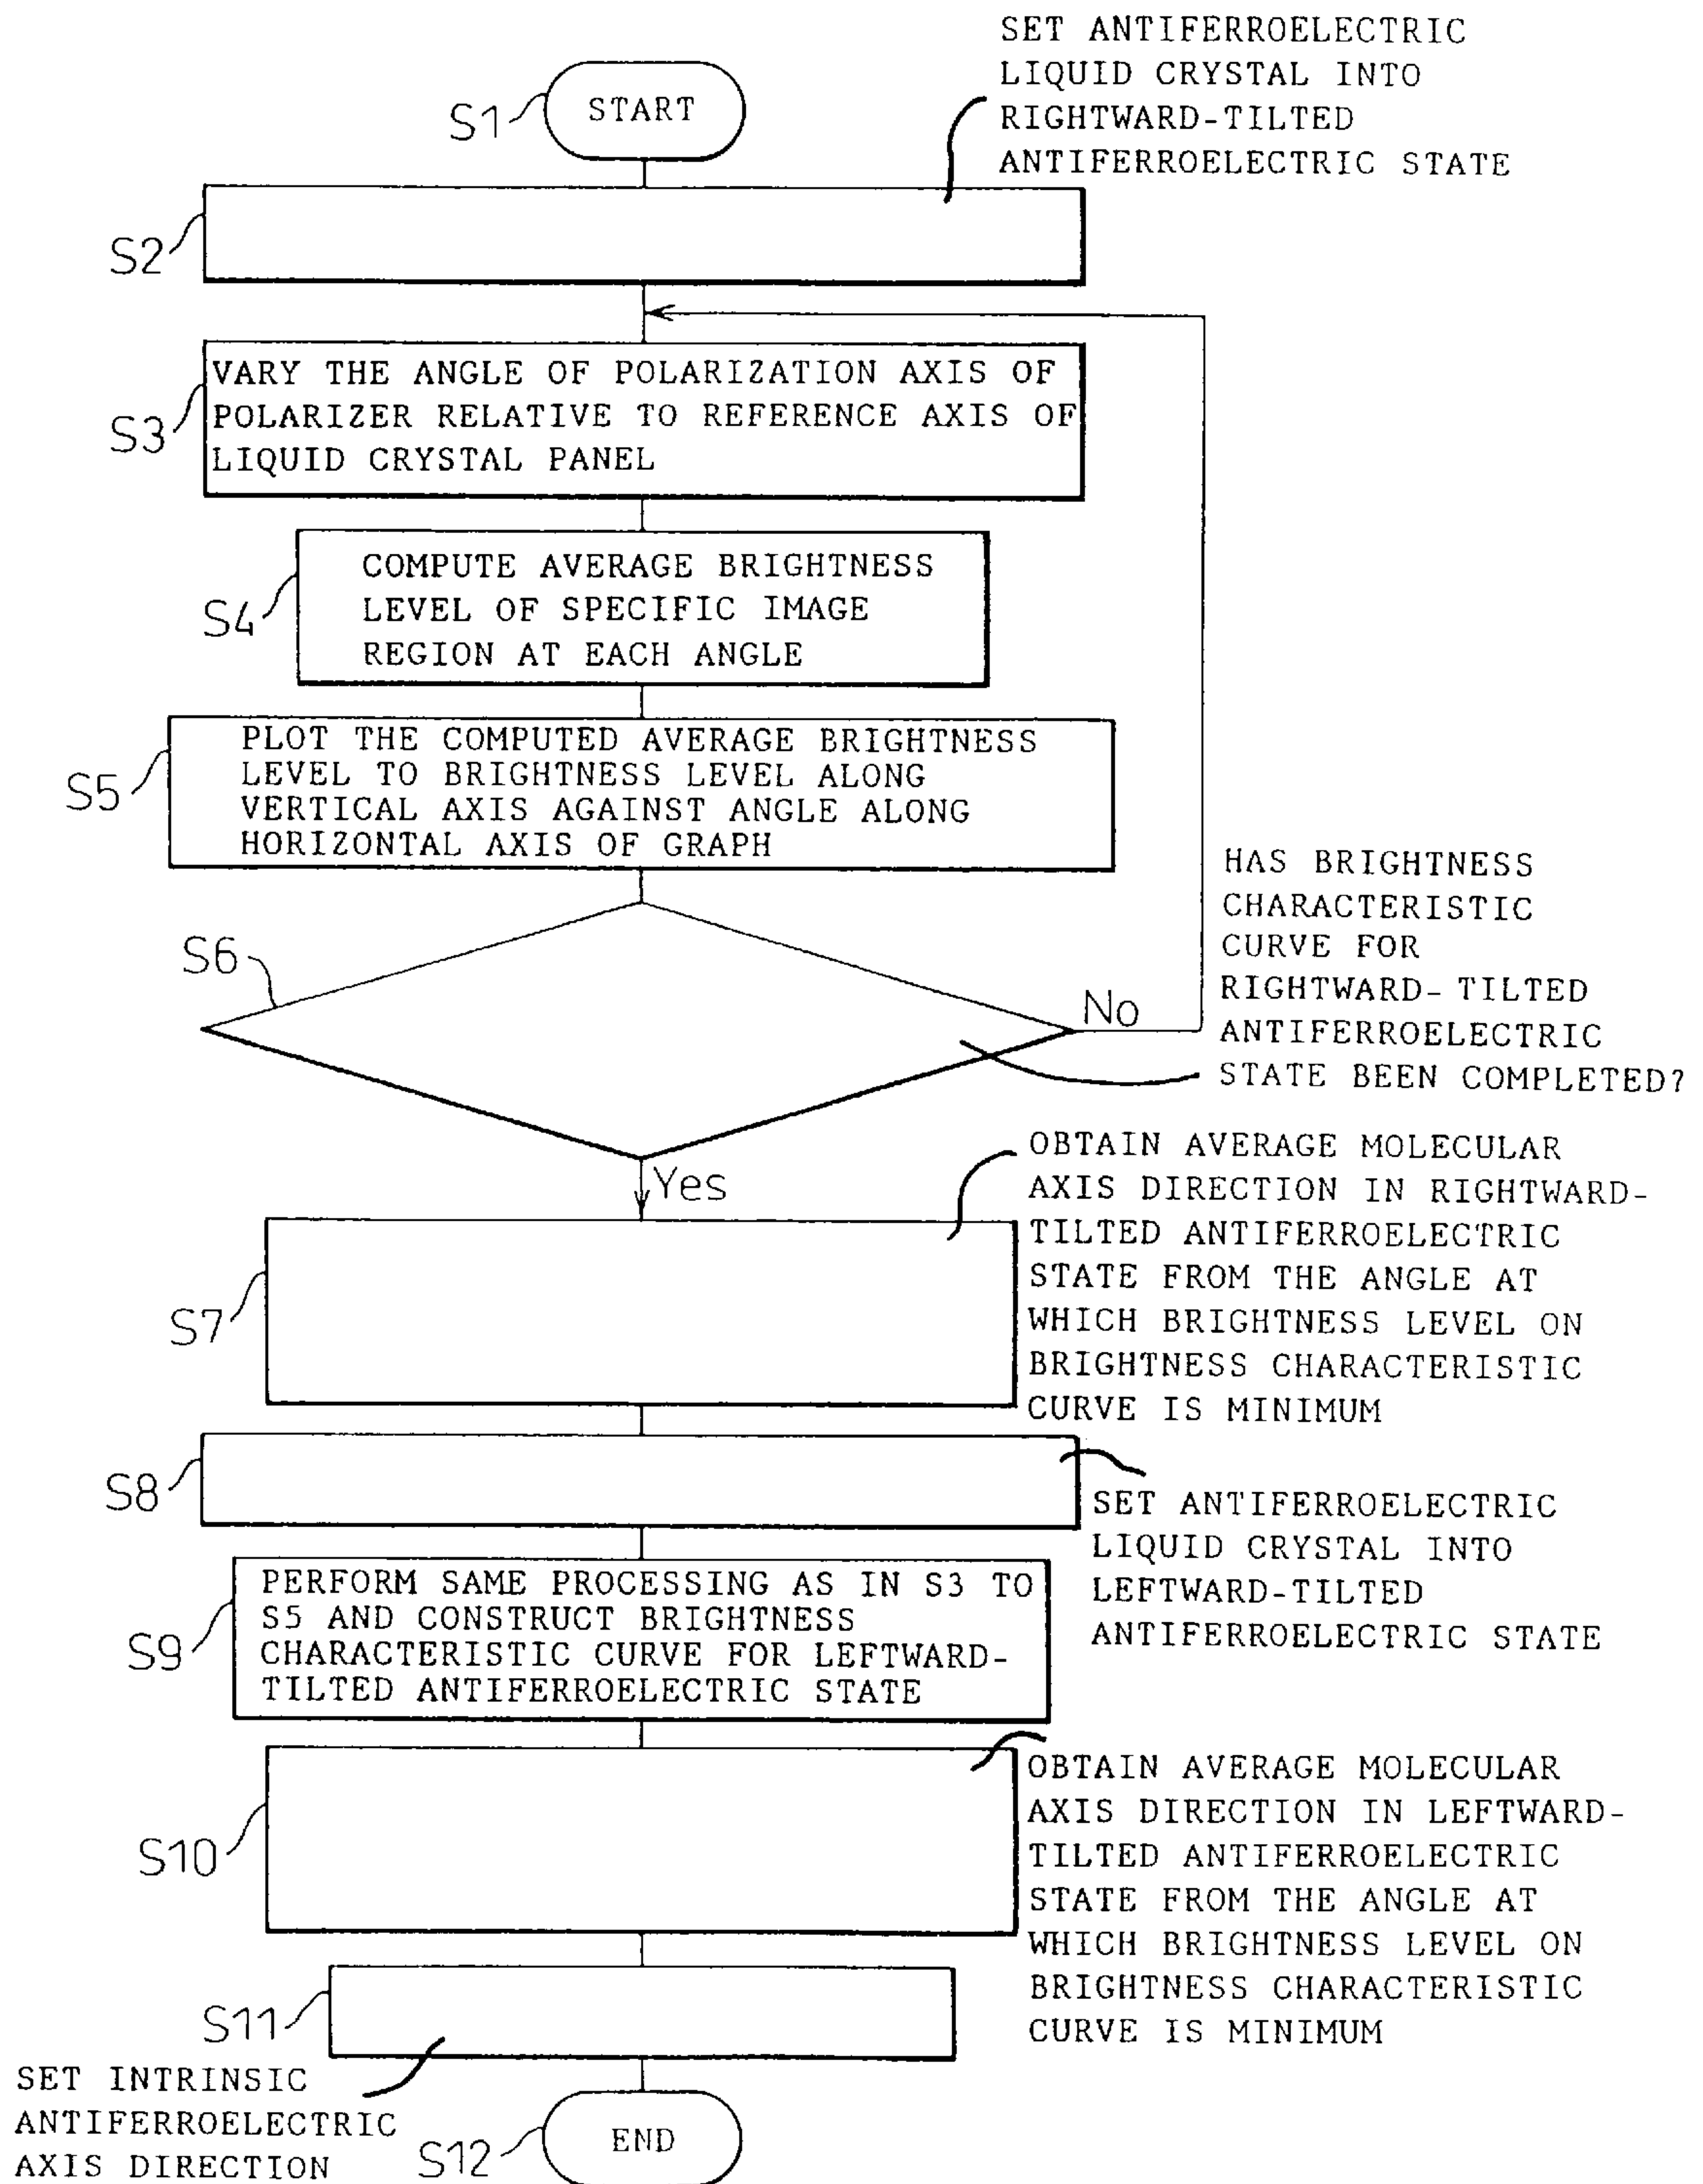 SET ANTIFERROELECTRIC
LIQUID CRYSTAL INTO
RIGHTWARD-TILTED
ANTIFERROELECTRIC STATE
S1
START
S2
S3
VARY THE ANGLE OF POLARIZATION AXIS OF
POLARIZER RELATIVE TO REFERENCE AXIS OF
LIQUID CRYSTAL PANEL
S4
COMPUTE AVERAGE BRIGHTNESS
LEVEL OF SPECIFIC IMAGE
REGION AT EACH ANGLE
S5
PLOT THE COMPUTED AVERAGE BRIGHTNESS
LEVEL TO BRIGHTNESS LEVEL ALONG
VERTICAL AXIS AGAINST ANGLE ALONG
HORIZONTAL AXIS OF GRAPH
S6
No
HAS BRIGHTNESS
CHARACTERISTIC
CURVE FOR
RIGHTWARD- TILTED
ANTIFERROELECTRIC
STATE BEEN COMPLETED?
Yes
S7
OBTAIN AVERAGE MOLECULAR
AXIS DIRECTION IN RIGHTWARD-
TILTED ANTIFERROELECTRIC
STATE FROM THE ANGLE AT
WHICH BRIGHTNESS LEVEL ON
BRIGHTNESS CHARACTERISTIC
CURVE IS MINIMUM
S8
SET ANTIFERROELECTRIC
LIQUID CRYSTAL INTO
LEFTWARD-TILTED
ANTIFERROELECTRIC STATE
S9
PERFORM SAME PROCESSING AS IN S3 TO
S5 AND CONSTRUCT BRIGHTNESS
CHARACTERISTIC CURVE FOR LEFTWARD-
TILTED ANTIFERROELECTRIC STATE
S10
OBTAIN AVERAGE MOLECULAR
AXIS DIRECTION IN LEFTWARD-
TILTED ANTIFERROELECTRIC
STATE FROM THE ANGLE AT
WHICH BRIGHTNESS LEVEL ON
BRIGHTNESS CHARACTERISTIC
CURVE IS MINIMUM
S11
SET INTRINSIC
ANTIFERROELECTRIC
AXIS DIRECTION
S12
END